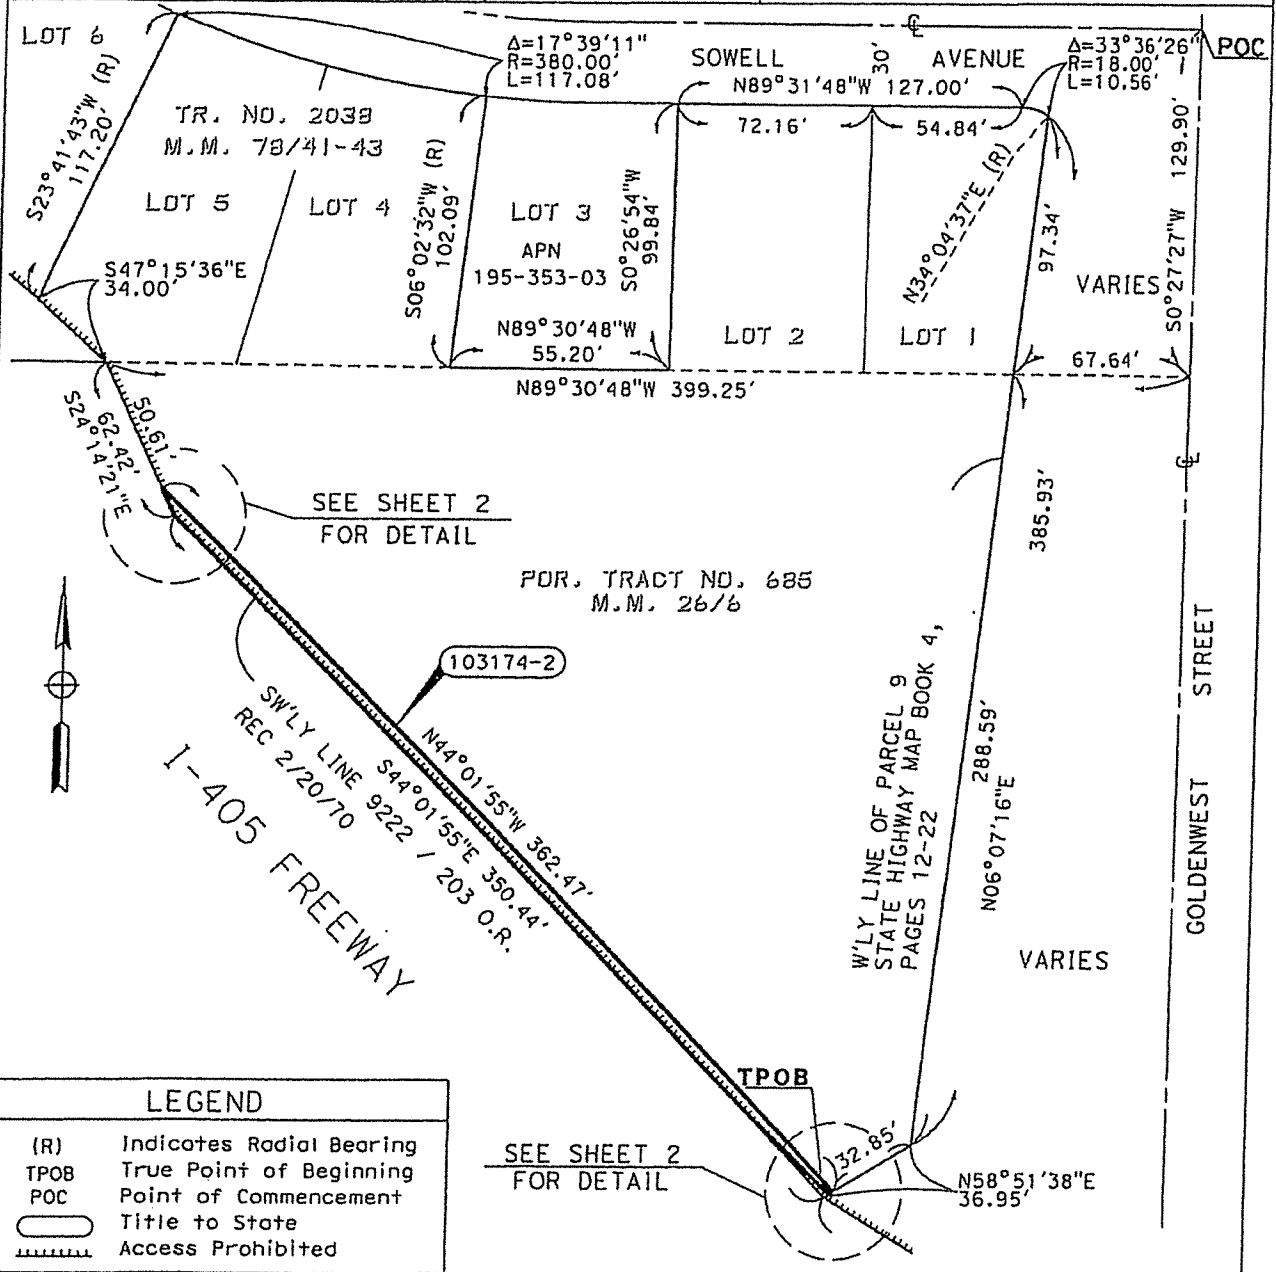 LOT 6
S23°41'43"W (R)
117.20'
TR. NO. 2039
M.M. 78/41-43
LOT 5
LOT 4
S47°15'36"E
34.00'
Δ=17°39'11"
R=380.00'
L=117.08'
SOWELL
30'
AVENUE
N89°31'48"W 127.00'
72.16'
54.84'
Δ=33°36'26"
R=18.00'
L=10.56'
POC
S06°02'32"W (R)
102.09'
LOT 3
APN
195-353-03
S0°26'54"W
99.84'
N89°30'48"W
55.20'
LOT 2
LOT 1
N34°04'37"E (R)
97.34'
VARIES
S0°27'27"W 129.90'
67.64'
N89°30'48"W 399.25'
50.61'
62.42'
S24°14'21"E
SEE SHEET 2
FOR DETAIL
POR. TRACT NO. 685
M.M. 26/6
385.93'
103174-2
SW'LY LINE 9222 / 203 O.R.
REC 2/20/70
N44°01'55"W 362.47'
S44°01'55"E 350.44'
I-405 FREEWAY
W'LY LINE OF PARCEL 9
STATE HIGHWAY MAP BOOK 4,
PAGES 12-22
288.59'
N06°07'16"E
VARIES
GOLDENWEST STREET
TPOB
32.85'
SEE SHEET 2
FOR DETAIL
N58°51'38"E
36.95'
LEGEND
(R) Indicates Radial Bearing
TPOB True Point of Beginning
POC Point of Commencement
Title to State
Access Prohibited